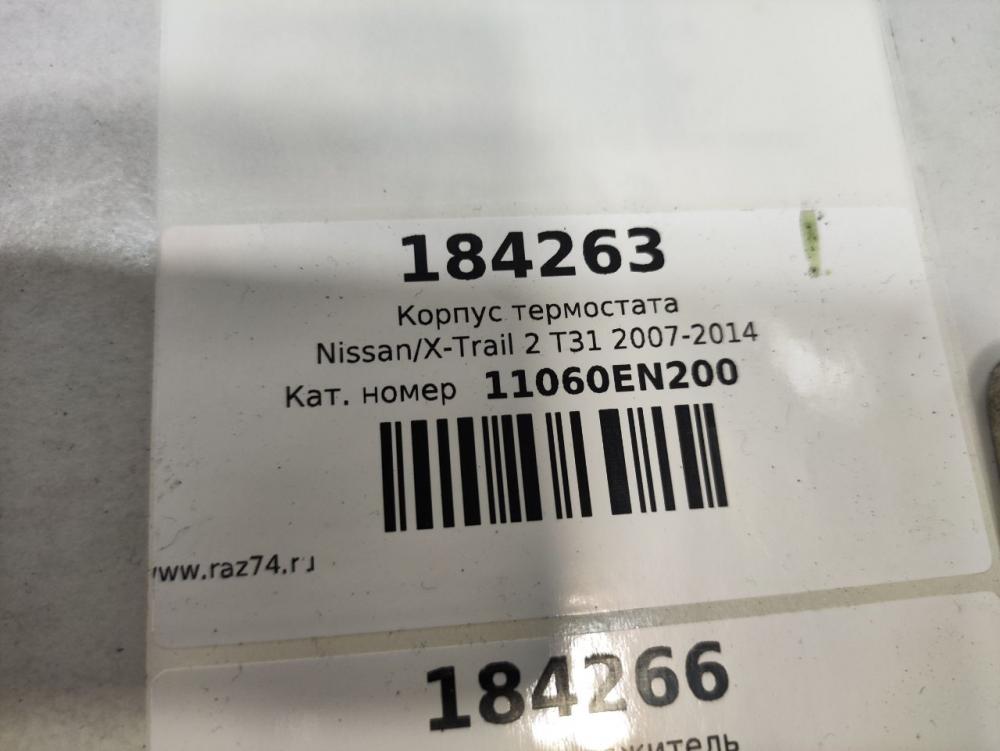 184263
Корпус термостата
Nissan/X-Trail 2 T31 2007-2014
Кат. номер 11060EN200
www.raz74.ru
184266